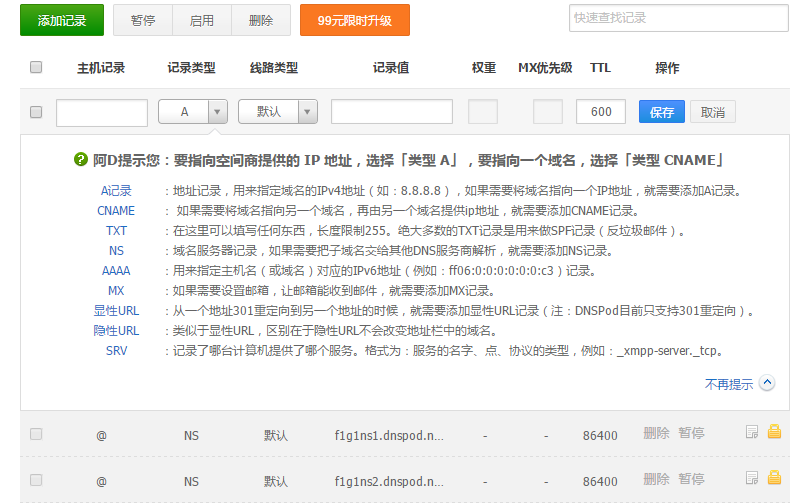 添加记录 暂停 启用 删除 99元限时升级 快速查找记录
主机记录 记录类型 线路类型 记录值 权重 MX优先级 TTL 操作
A 默认 600 保存 取消
? 阿D提示您：要指向空间商提供的 IP 地址，选择「类型 A」，要指向一个域名，选择「类型 CNAME」
A记录 ：地址记录，用来指定域名的IPv4地址（如：8.8.8.8），如果需要将域名指向一个IP地址，就需要添加A记录。
CNAME ： 如果需要将域名指向另一个域名，再由另一个域名提供ip地址，就需要添加CNAME记录。
TXT ：在这里可以填写任何东西，长度限制255。绝大多数的TXT记录是用来做SPF记录（反垃圾邮件）。
NS ：域名服务器记录，如果需要把子域名交给其他DNS服务商解析，就需要添加NS记录。
AAAA ：用来指定主机名（或域名）对应的IPv6地址（例如：ff06:0:0:0:0:0:0:c3）记录。
MX ：如果需要设置邮箱，让邮箱能收到邮件，就需要添加MX记录。
显性URL ：从一个地址301重定向到另一个地址的时候，就需要添加显性URL记录（注：DNSPod目前只支持301重定向）。
隐性URL ：类似于显性URL，区别在于隐性URL不会改变地址栏中的域名。
SRV ：记录了哪台计算机提供了哪个服务。格式为：服务的名字、点、协议的类型，例如：_xmpp-server._tcp。
不再提示
@ NS 默认 f1g1ns1.dnspod.n... - - 86400 删除 暂停
@ NS 默认 f1g1ns2.dnspod.n... - - 86400 删除 暂停